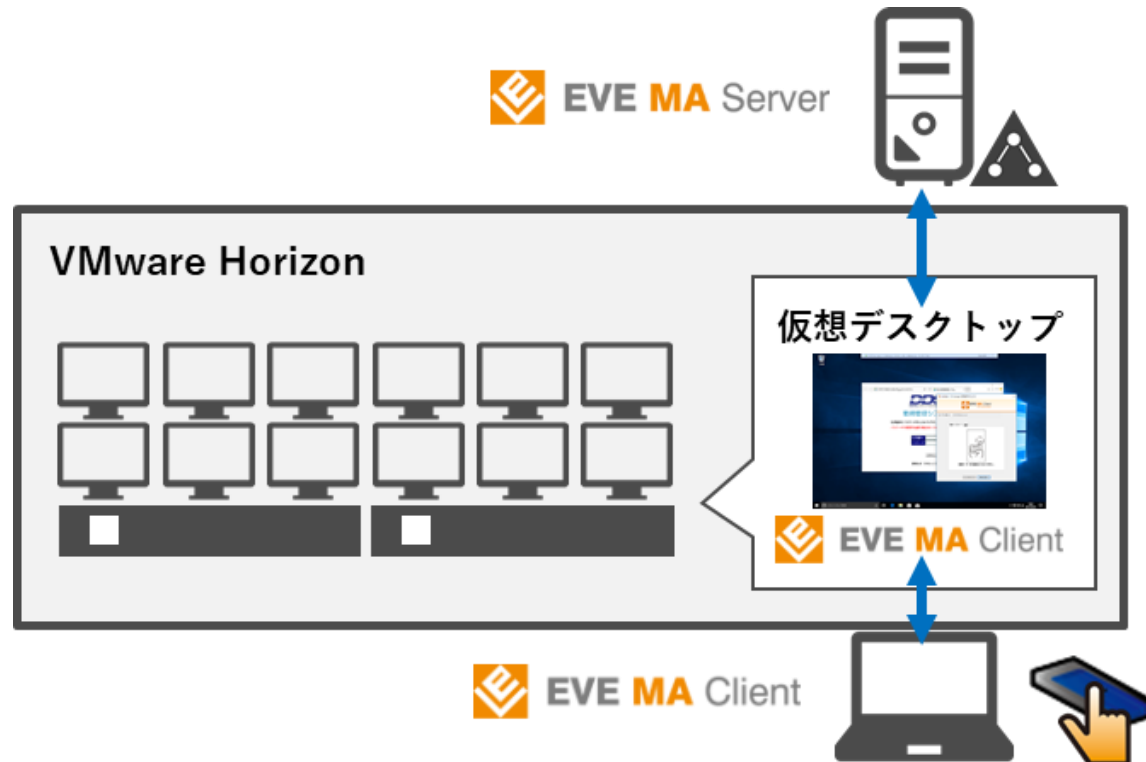 EVE MA Server
VMware Horizon
仮想デスクトップ
EVE MA Client
EVE MA Client